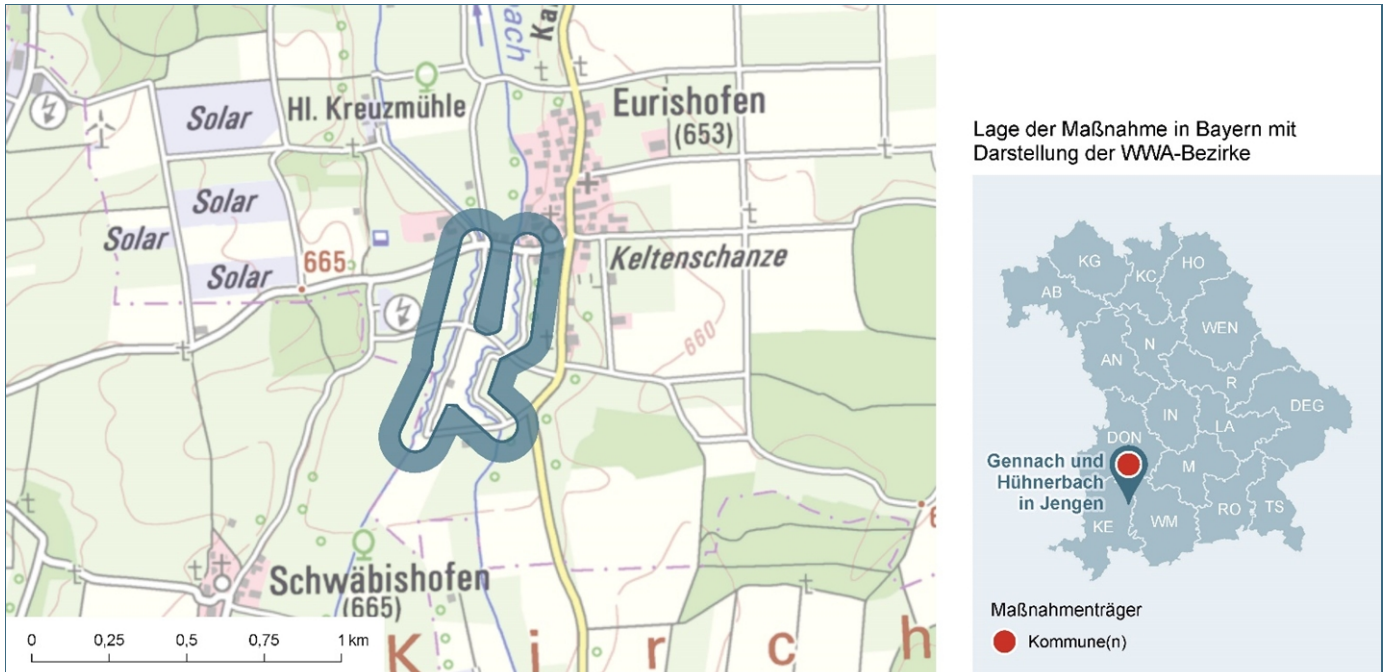 bach
Ka
Solar
Hl. Kreuzmühle
Eurishofen
(653)
Solar
Solar
Solar
665
Keltenschanze
660
Schwäbishofen
(665)
K i r c h
0 0,25 0,5 0,75 1 km
Lage der Maßnahme in Bayern mit
Darstellung der WWA-Bezirke
KG
KC
HO
AB
WEN
AN
N
R
DEG
IN
LA
DON
M
Gennach und
Hühnerbach
in Jengen
KE
WM
RO
TS
Maßnahmenträger
Kommune(n)